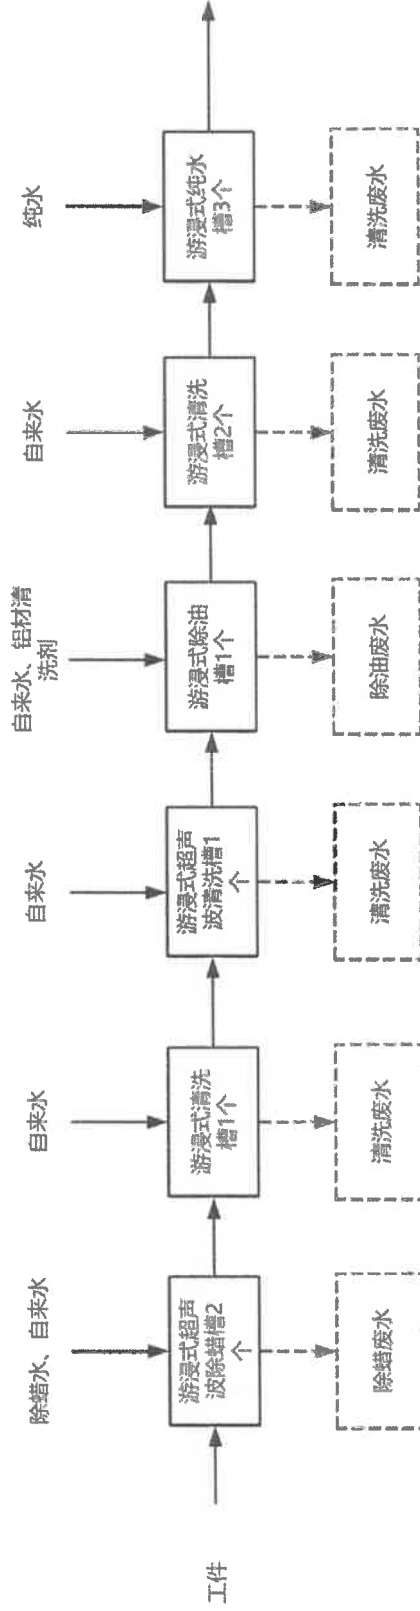 工件
除蜡水、自来水
游浸式超声
波除蜡槽2
个
除蜡废水
自来水
游浸式清洗
槽1个
清洗废水
自来水
游浸式超声
波清洗槽1
个
清洗废水
自来水、铝材清
洗剂
游浸式除油
槽1个
除油废水
自来水
游浸式清洗
槽2个
清洗废水
纯水
游浸式纯水
槽3个
清洗废水